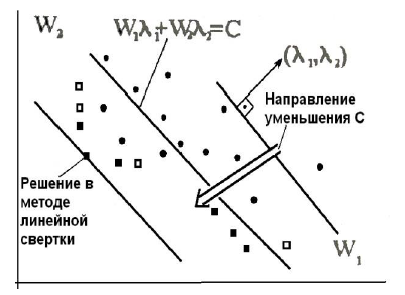 W₂
W₁λ₁+W₂λ₂=C
(λ₁,λ₂)
Направление
уменьшения С
Решение в
методе
линейной
свертки
W₁